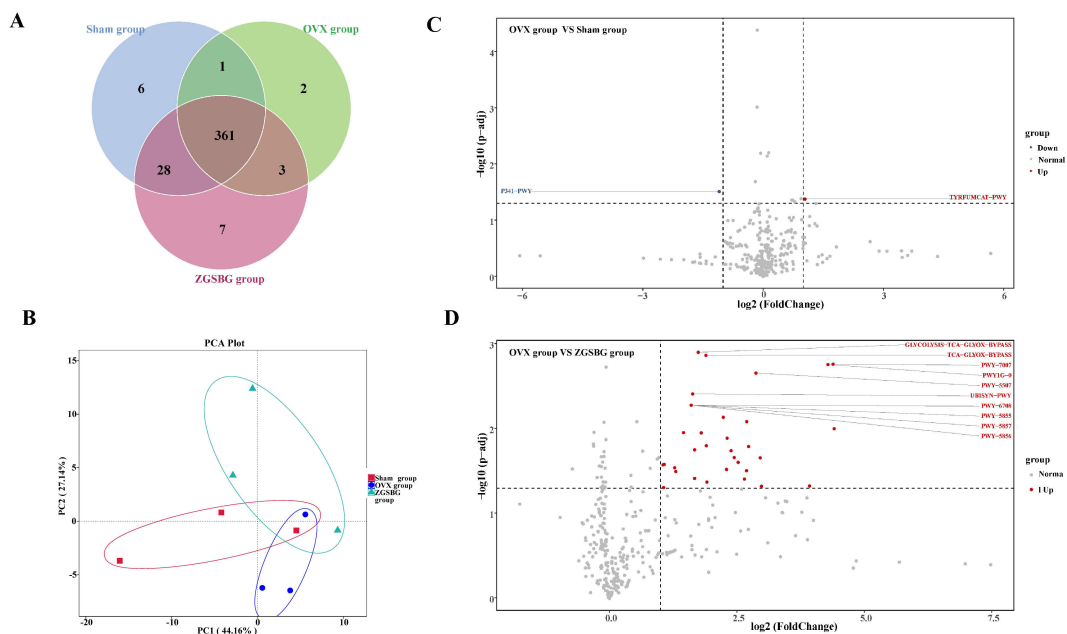 A
Sham group
OVX group
6
1
2
361
28
3
7
ZGSBG group
B
PCA Plot
15
10
5
0
-5
-20
-10
0
10
PC1 ( 44.16%)
PC2 ( 27.14%)
Sham group
OVX group
ZGSBG
group
C
OVX group VS Sham group
4
3
2
1
0
−6
−3
0
3
6
log2 (FoldChange)
-log10 (p-adj)
P341-PWY
TYRFUMCAT-PWY
group
Down
Normal
Up
D
OVX group VS ZGSBG group
3
2
1
0
0.0
2.5
5.0
7.5
log2 (FoldChange)
-log10 (p-adj)
GLYCOLYSIS-TCA-GLYOX-BYPASS
TCA-GLYOX-BYPASS
PWY-7007
PWY1G-0
PWY-5507
UBISYN-PWY
PWY-6708
PWY-5855
PWY-5857
PWY-5856
group
Norma
l Up